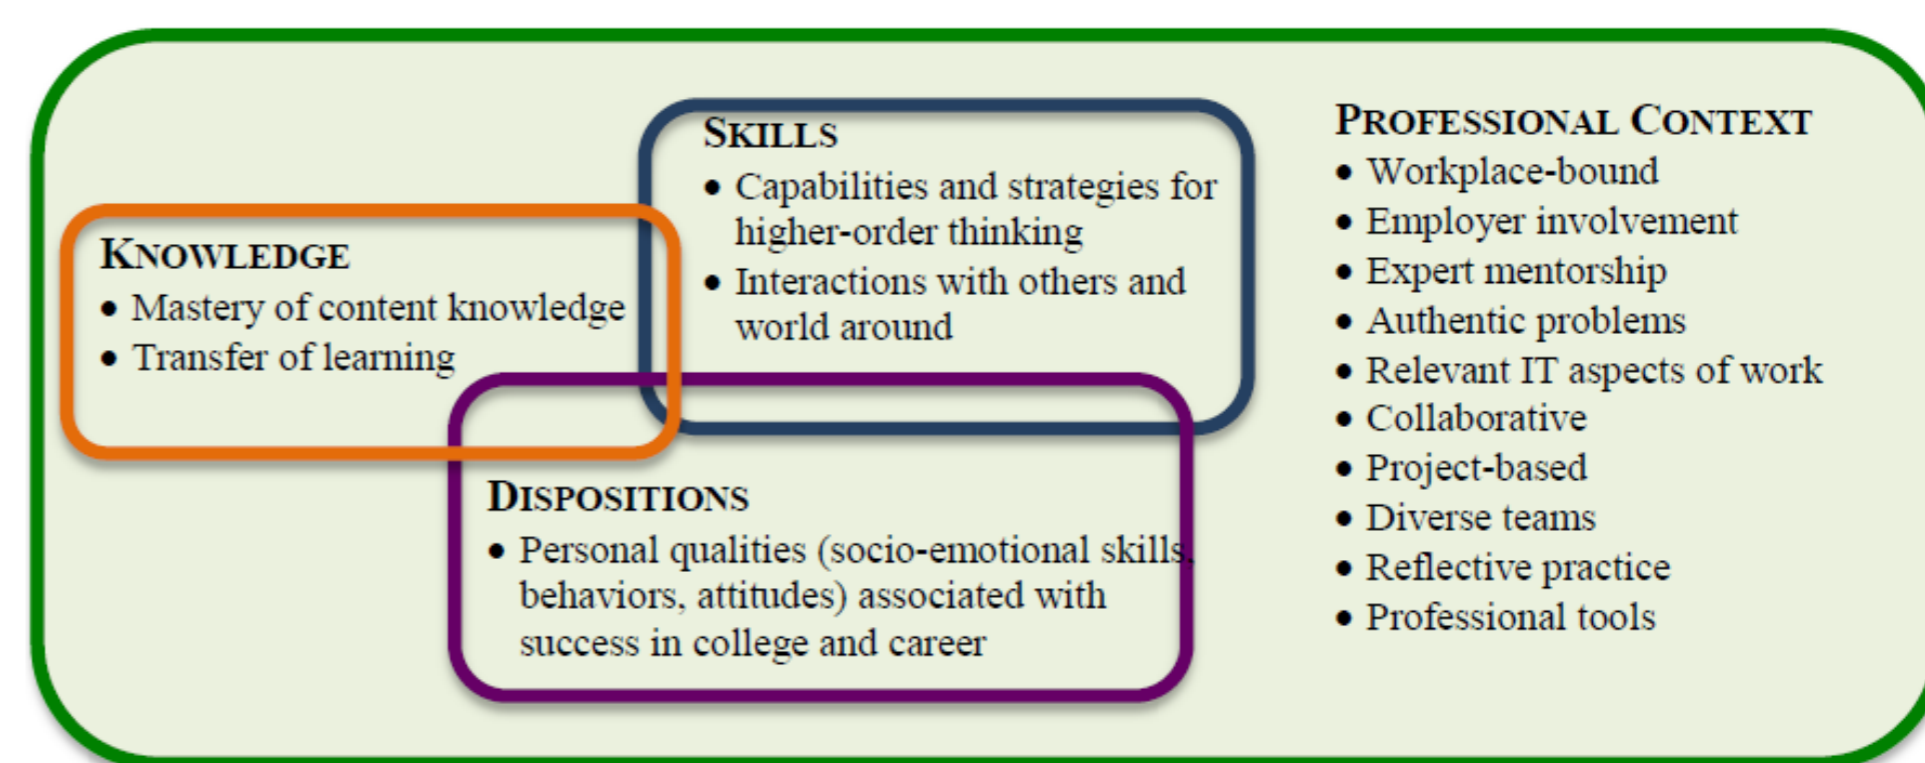 KNOWLEDGE
• Mastery of content knowledge
• Transfer of learning
SKILLS
• Capabilities and strategies for
higher-order thinking
• Interactions with others and
world around
DISPOSITIONS
• Personal qualities (socio-emotional skills,
behaviors, attitudes) associated with
success in college and career
PROFESSIONAL CONTEXT
• Workplace-bound
• Employer involvement
• Expert mentorship
• Authentic problems
• Relevant IT aspects of work
• Collaborative
• Project-based
• Diverse teams
• Reflective practice
• Professional tools